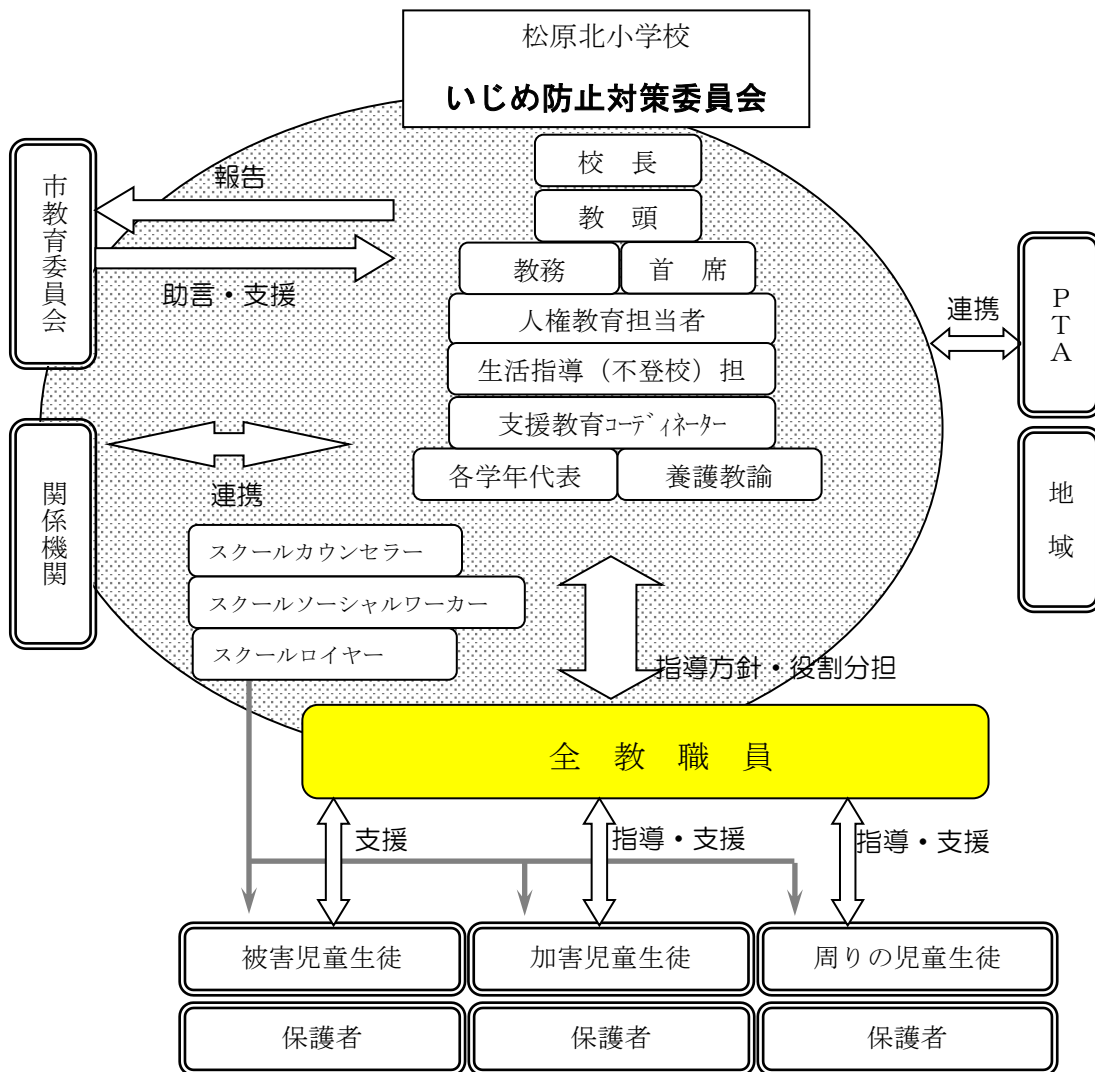 松原北小学校
いじめ防止対策委員会
校　長
教　頭
教務
首　席
人権教育担当者
生活指導（不登校）担
支援教育ｺｰﾃﾞｨﾈｰﾀｰ
各学年代表
養護教諭
市教育委員会
報告
助言・支援
関係機関
連携
連携
ＰＴＡ
地　域
スクールカウンセラー
スクールソーシャルワーカー
スクールロイヤー
指導方針・役割分担
全　教　職　員
支援
指導・支援
指導・支援
被害児童生徒
加害児童生徒
周りの児童生徒
保護者
保護者
保護者